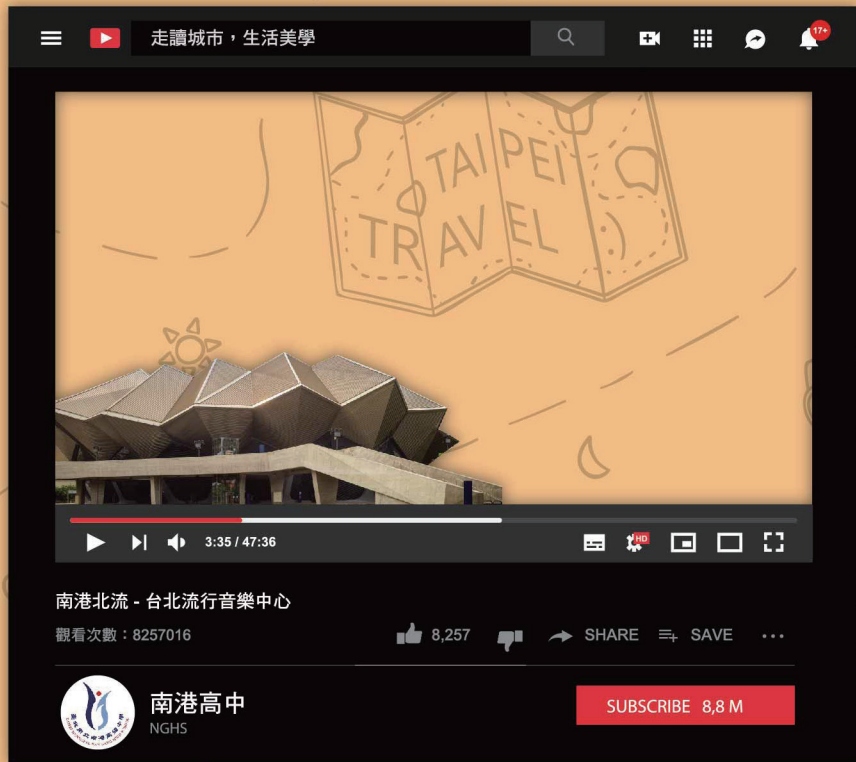 走讀城市，生活美學
17+
TAIPEI
TRAVEL :)
3:35 / 47:36
HD
南港北流 - 台北流行音樂中心
觀看次數：8257016
8,257
SHARE
SAVE
南港高中
NGHS
SUBSCRIBE 8,8 M